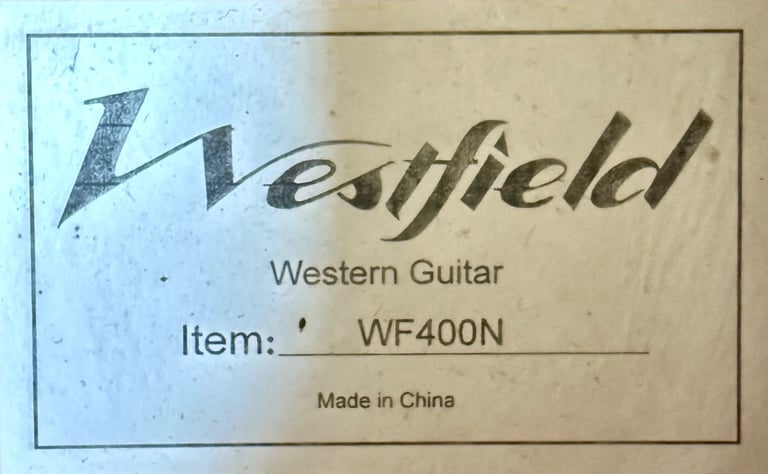 Westfield
Western Guitar
Item: WF400N
Made in China